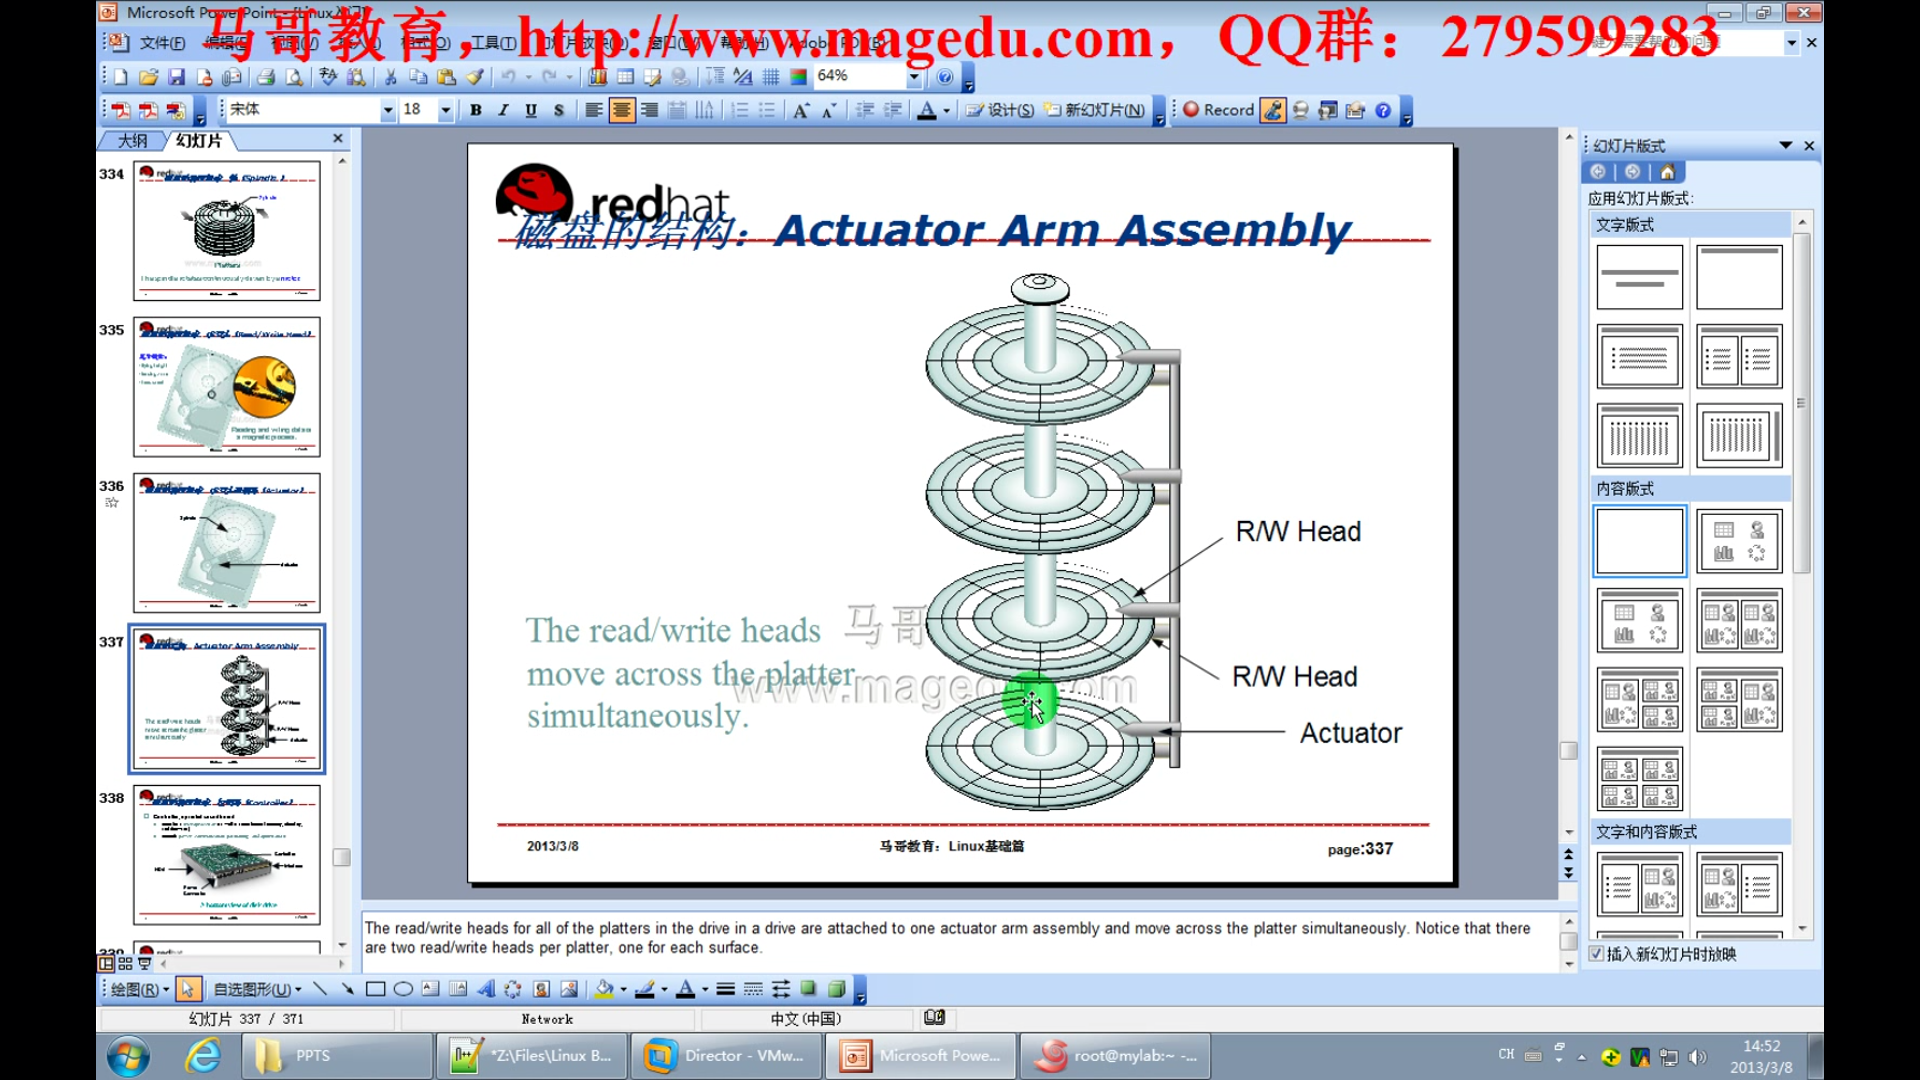 Microsoft PowerPoint - [Linux入门]
马哥教育，http://www.magedu.com，QQ群：279599283
文件(F) 编辑(E) 视图(V) 插入(I) 格式(O) 工具(T) 幻灯片放映(D) 窗口(W) 帮助(H) Adobe PDF(B)
64%
宋体 18 B I U S 设计(S) 新幻灯片(N) Record
大纲 幻灯片
幻灯片版式
应用幻灯片版式:
文字版式
内容版式
文字和内容版式
插入新幻灯片时放映
334
335
336
337
338
redhat
磁盘的结构：Actuator Arm Assembly
R/W Head
R/W Head
Actuator
The read/write heads
move across the platter
simultaneously.
马哥
www.magedu.com
2013/3/8 马哥教育：Linux基础篇 page:337
The read/write heads for all of the platters in the drive in a drive are attached to one actuator arm assembly and move across the platter simultaneously. Notice that there
are two read/write heads per platter, one for each surface.
绘图(R) 自选图形(U)
幻灯片 337 / 371 Network 中文(中国)
PPTS *Z:\Files\Linux B... Director - VMw... Microsoft Powe... root@mylab:~ -...
CH 14:52
2013/3/8